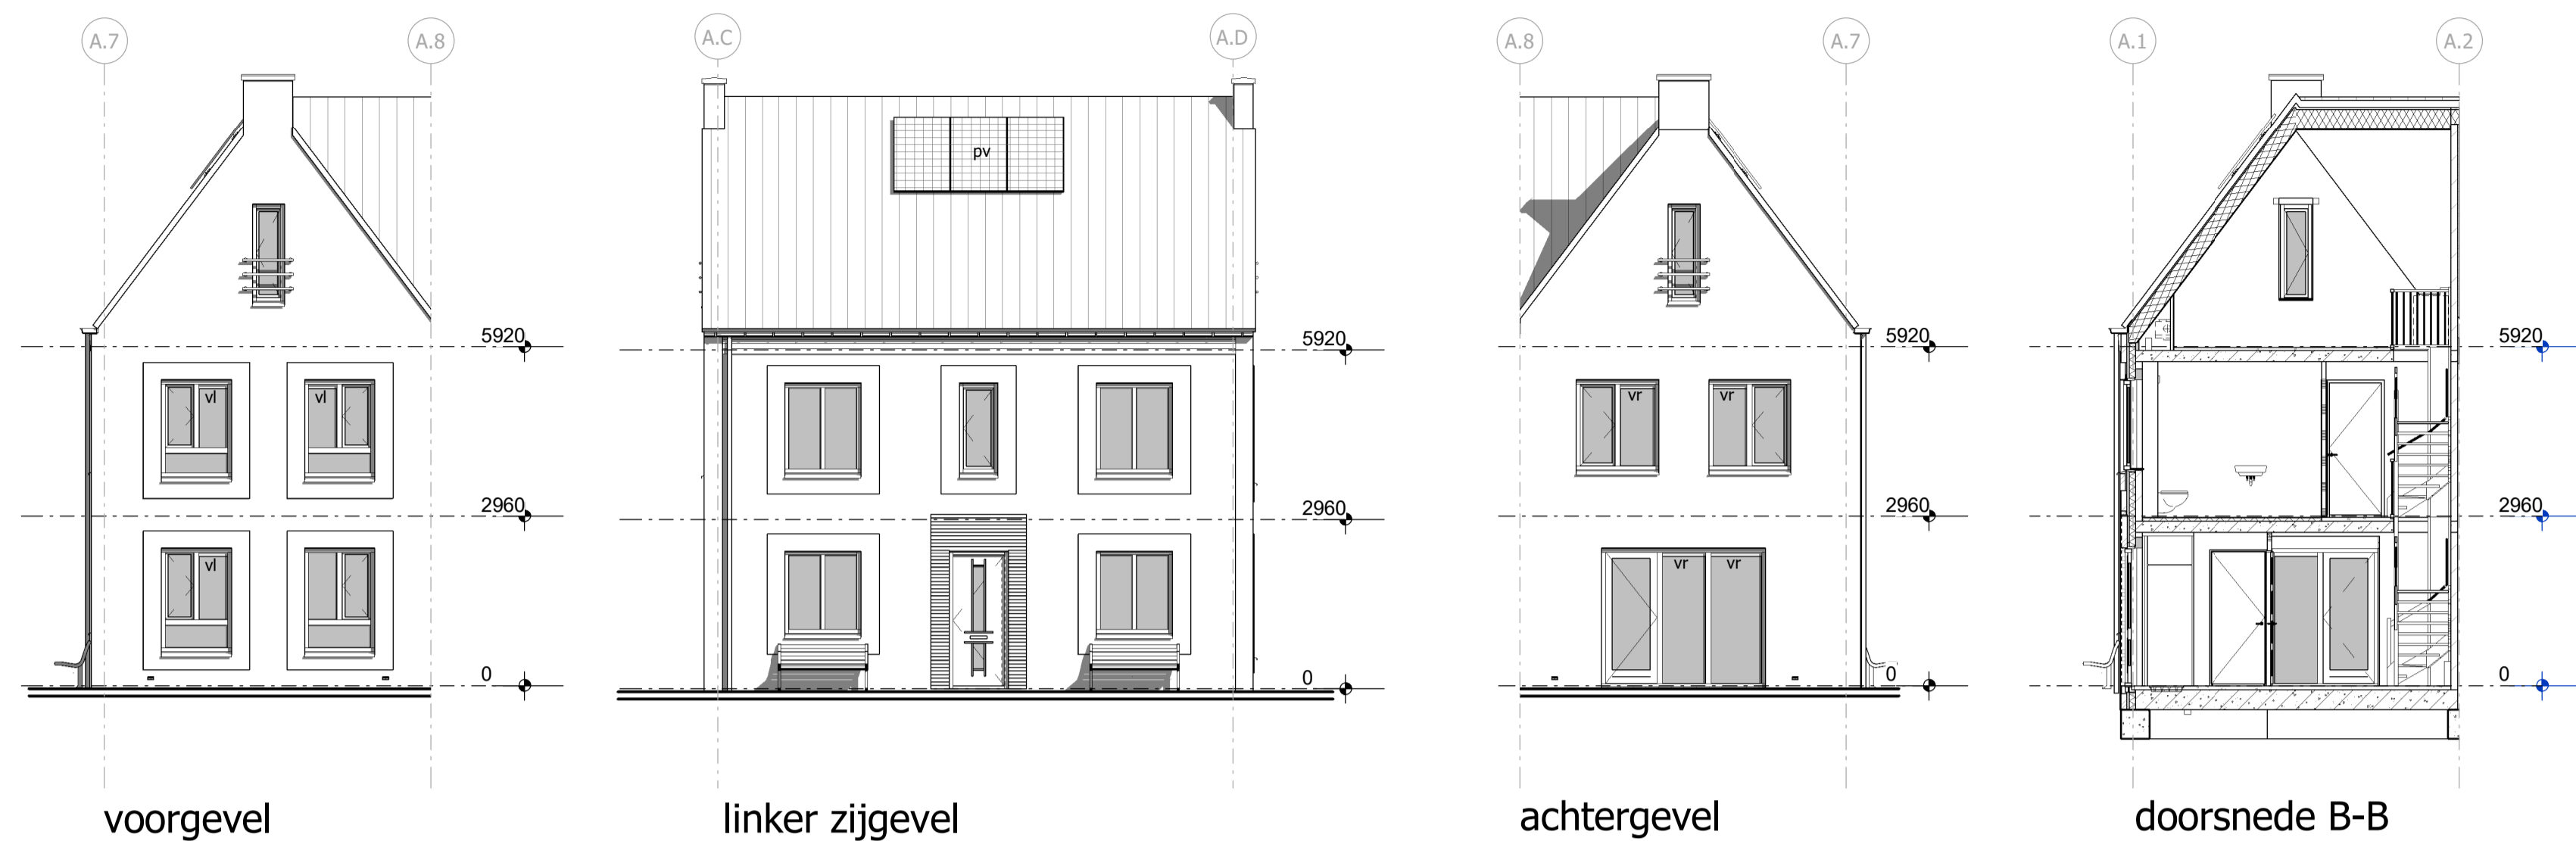 A.7 A.8 A.C A.D A.8 A.7 A.1 A.2
pv
5920 5920 5920 5920
vl vl vr vr
2960 2960 2960 2960
vl vr vr
0 0 0 0
voorgevel linker zijgevel achtergevel doorsnede B-B